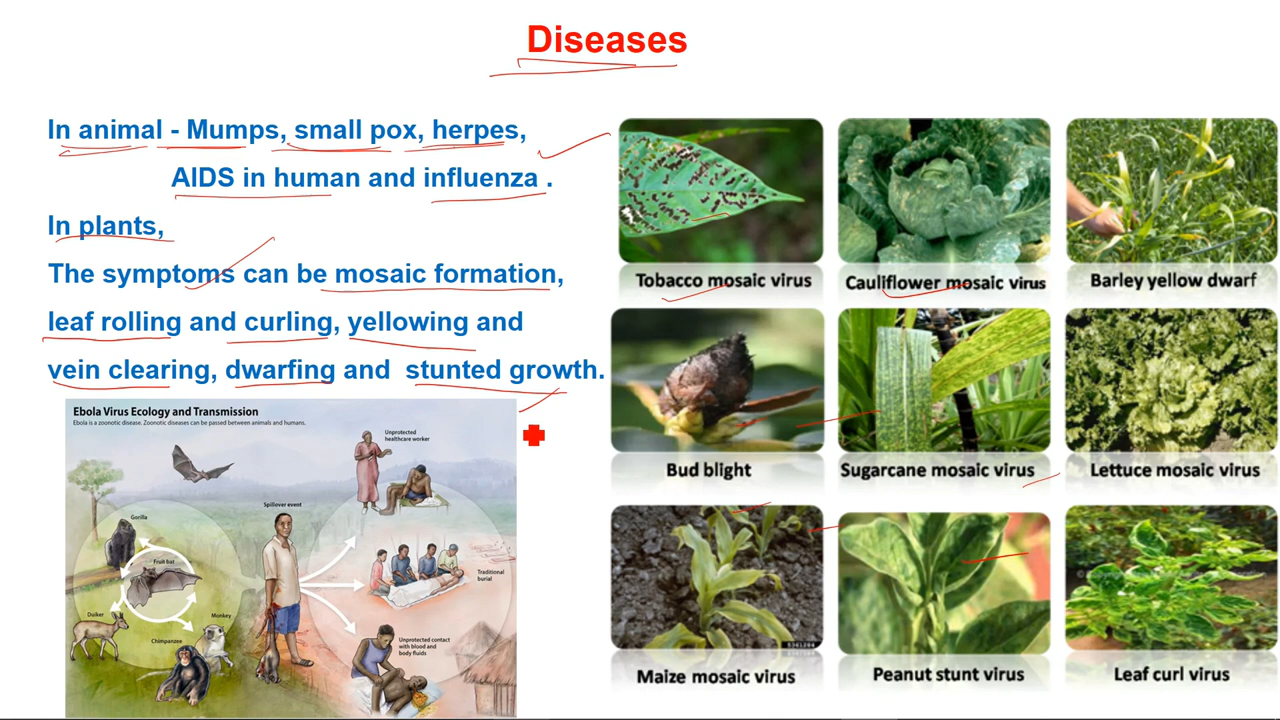 Diseases
In animal - Mumps, small pox, herpes,
AIDS in human and influenza .
In plants,
The symptoms can be mosaic formation,
leaf rolling and curling, yellowing and
vein clearing, dwarfing and stunted growth.
Ebola Virus Ecology and Transmission
Ebola is a zoonotic disease. Zoonotic diseases can be passed between animals and humans.
Unprotected
healthcare worker
Spillover event
Gorilla
Fruit bat
Duiker
Monkey
Chimpanzee
Traditional
burial
Unprotected contact
with blood and
body fluids
Tobacco mosaic virus
Cauliflower mosaic virus
Barley yellow dwarf
Bud blight
Sugarcane mosaic virus
Lettuce mosaic virus
Maize mosaic virus
Peanut stunt virus
Leaf curl virus